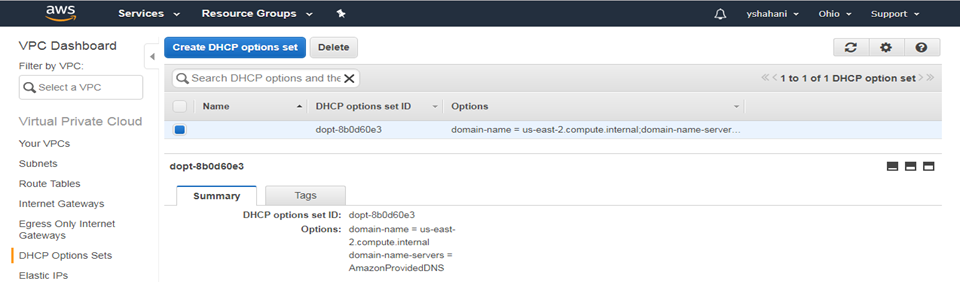 aws Services Resource Groups yshahani Ohio Support
VPC Dashboard
Filter by VPC:
Select a VPC
Virtual Private Cloud
Your VPCs
Subnets
Route Tables
Internet Gateways
Egress Only Internet
Gateways
DHCP Options Sets
Elastic IPs
Create DHCP options set Delete
Search DHCP options and the
1 to 1 of 1 DHCP option set
Name DHCP options set ID Options
dopt-8b0d60e3 domain-name = us-east-2.compute.internal;domain-name-server...
dopt-8b0d60e3
Summary Tags
DHCP options set ID: dopt-8b0d60e3
Options: domain-name = us-east-
2.compute.internal
domain-name-servers =
AmazonProvidedDNS